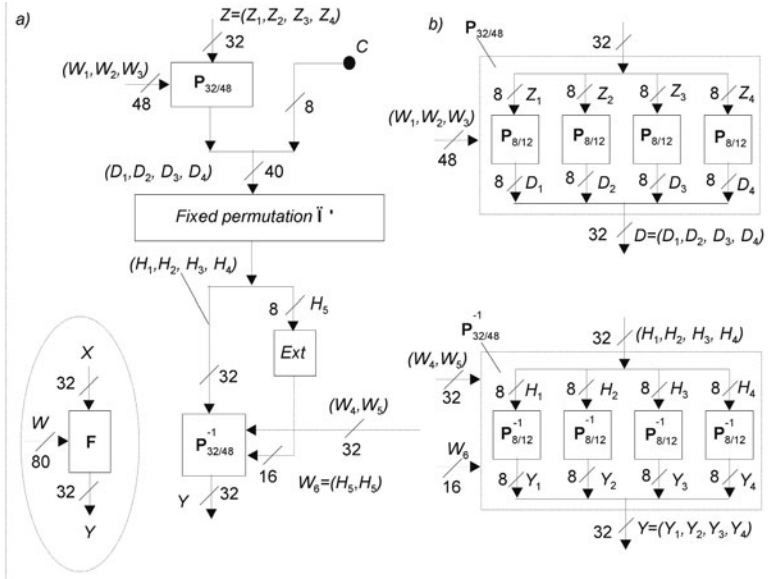 a)
Z=(Z1,Z2, Z3, Z4)
32
(W1,W2,W3)
48
P32/48
C
8
(D1,D2, D3, D4)
40
Fixed permutation Ï '
(H1,H2, H3, H4)
8
H5
Ext
32
(W4,W5)
32
P-1 32/48
16
W6=(H5,H5)
32
Y
X
32
W
80
F
32
Y
b)
P32/48
32
8 Z1 8 Z2 8 Z3 8 Z4
(W1,W2,W3)
48
P8/12 P8/12 P8/12 P8/12
8 D1 8 D2 8 D3 8 D4
32 D=(D1,D2, D3, D4)
P-1 32/48
32 (H1,H2, H3, H4)
(W4,W5)
32
8 H1 8 H2 8 H3 8 H4
P-1 8/12 P-1 8/12 P-1 8/12 P-1 8/12
W6
16
8 Y1 8 Y2 8 Y3 8 Y4
32 Y=(Y1,Y2,Y3,Y4)